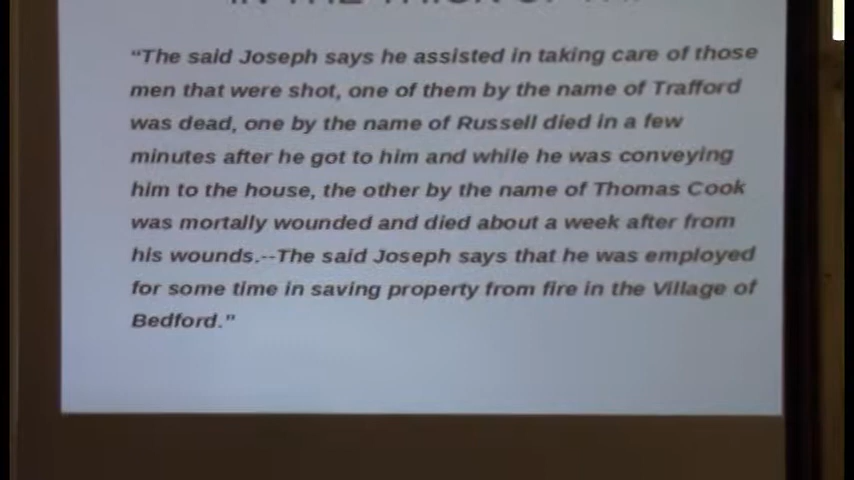 “The said Joseph says he assisted in taking care of those
men that were shot, one of them by the name of Trafford
was dead, one by the name of Russell died in a few
minutes after he got to him and while he was conveying
him to the house, the other by the name of Thomas Cook
was mortally wounded and died about a week after from
his wounds.--The said Joseph says that he was employed
for some time in saving property from fire in the Village of
Bedford."